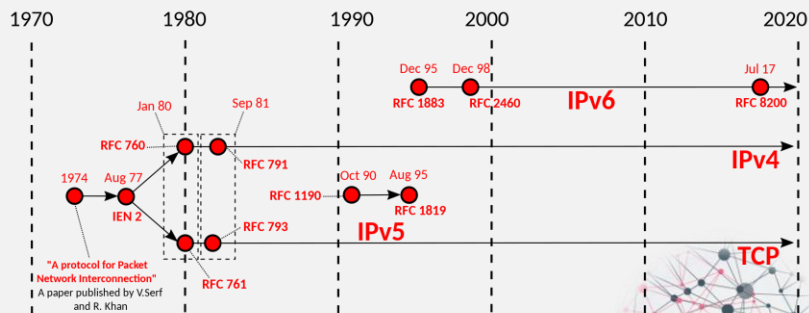 1970 1980 1990 2000 2010 2020
Dec 95 Dec 98 Jul 17
RFC 1883 RFC 2460 IPv6 RFC 8200
Jan 80 Sep 81
RFC 760
RFC 791 IPv4
1974 Aug 77 Oct 90 Aug 95
RFC 1190
IEN 2 RFC 1819
RFC 793 IPv5
TCP
"A protocol for Packet
Network Interconnection"
RFC 761
A paper published by V.Serf
and R. Khan